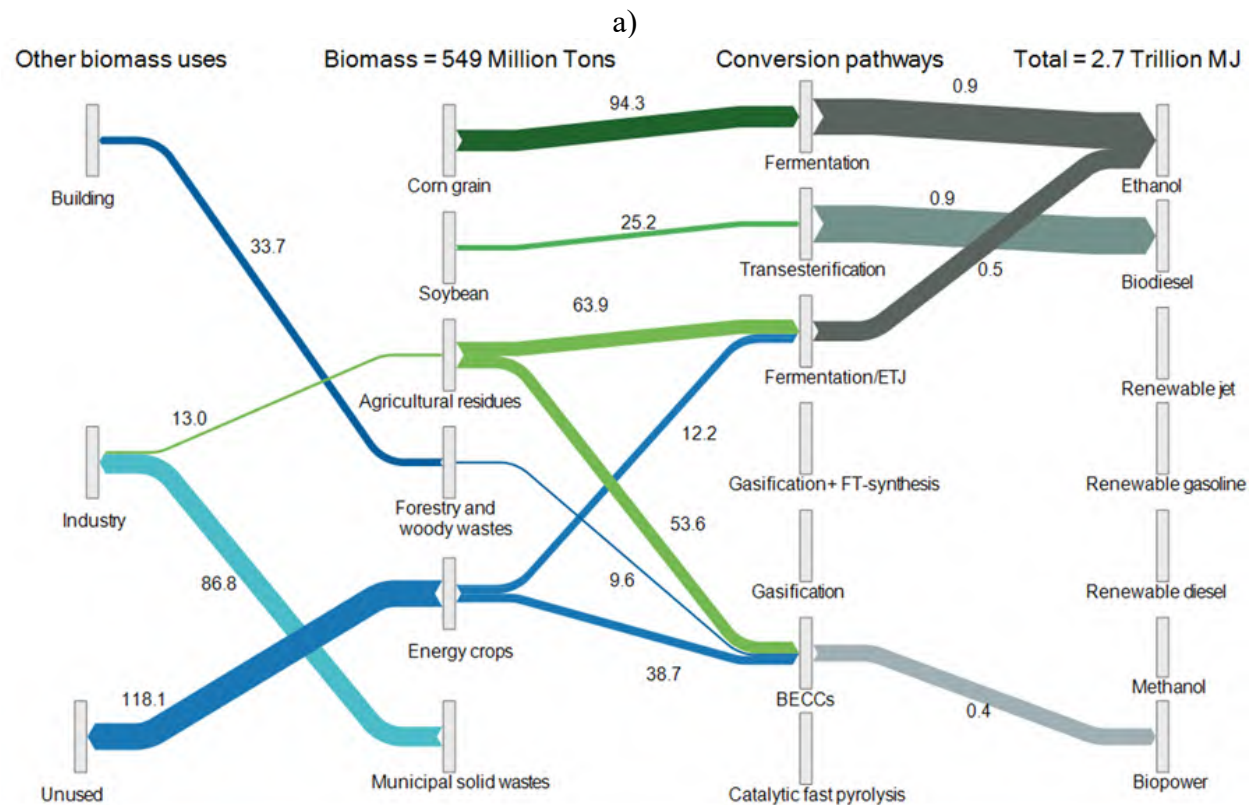 a)
Other biomass uses
Biomass = 549 Million Tons
Conversion pathways
Total = 2.7 Trillion MJ
94.3
0.9
Building
Corn grain
Fermentation
Ethanol
33.7
25.2
0.9
Soybean
Transesterification
0.5
Biodiesel
63.9
Agricultural residues
Fermentation/ETJ
Renewable jet
13.0
12.2
Industry
Forestry and
woody wastes
Gasification+ FT-synthesis
Renewable gasoline
53.6
86.8
9.6
Gasification
Renewable diesel
Energy crops
38.7
118.1
BECCs
Methanol
0.4
Unused
Municipal solid wastes
Catalytic fast pyrolysis
Biopower